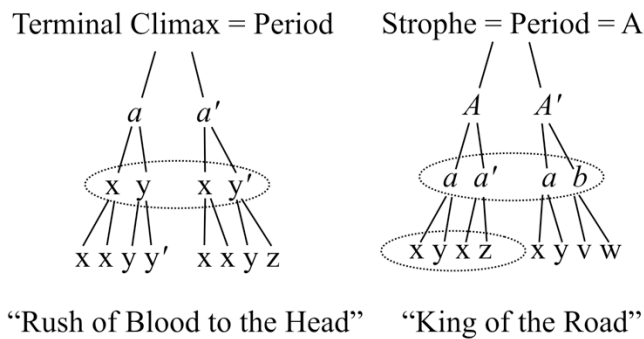 Terminal Climax = Period Strophe = Period = A
a a′ A A′
x y x y′ a a′ a b
x x y y′ x x y z x y x z x y v w
“Rush of Blood to the Head” “King of the Road”